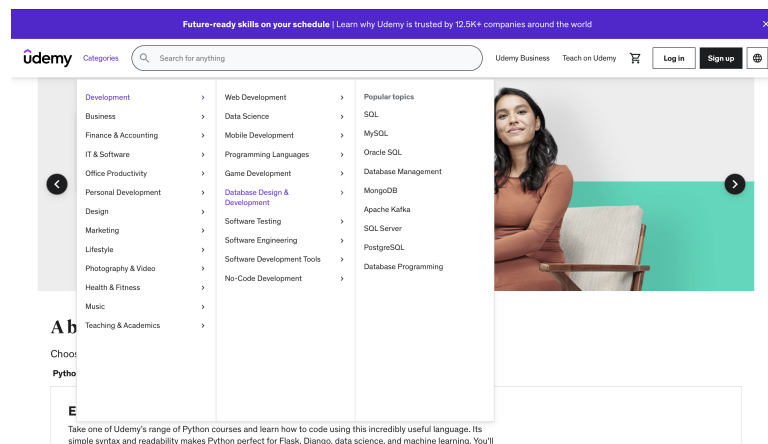 Future-ready skills on your schedule | Learn why Udemy is trusted by 12.5K+ companies around the world
ûdemy
Categories
Search for anything
Udemy Business
Teach on Udemy
Log in
Sign up
Development
Business
Finance & Accounting
IT & Software
Office Productivity
Personal Development
Design
Marketing
Lifestyle
Photography & Video
Health & Fitness
Music
Teaching & Academics
Web Development
Data Science
Mobile Development
Programming Languages
Game Development
Database Design &
Development
Software Testing
Software Engineering
Software Development Tools
No-Code Development
Popular topics
SQL
MySQL
Oracle SQL
Database Management
MongoDB
Apache Kafka
SQL Server
PostgreSQL
Database Programming
Take one of Udemy's range of Python courses and learn how to code using this incredibly useful language. Its
simple syntax and readability makes Python perfect for Flask, Django, data science, and machine learning. You'll